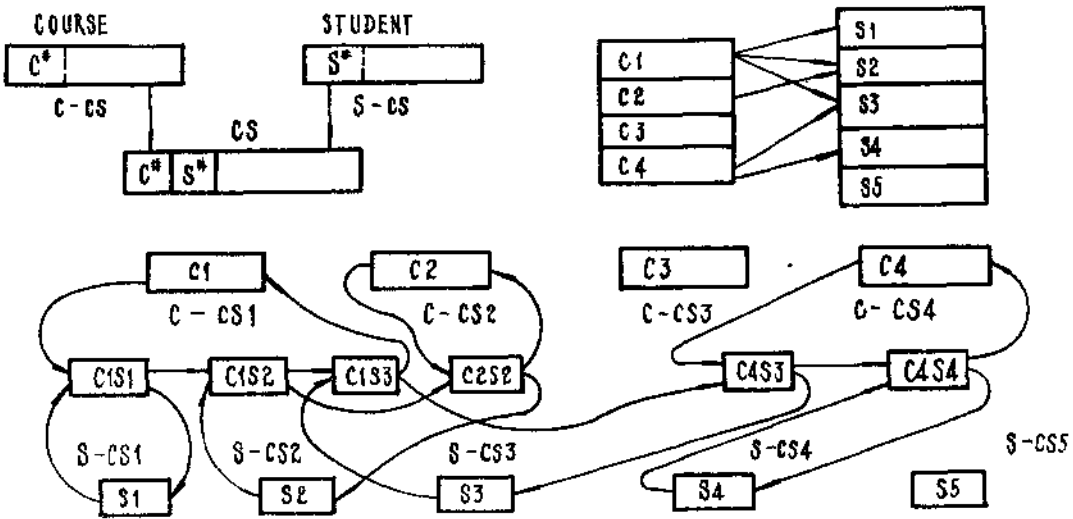 COURSE
STUDENT
C*
S*
C-CS
S-CS
CS
C* S*
C1
C2
C3
C4
S1
S2
S3
S4
S5
C1
C2
C3
C4
C-CS1
C-CS2
C-CS3
C-CS4
C1S1
C1S2
C1S3
C2S2
C4S3
C4S4
S-CS1
S-CS2
S-CS3
S-CS4
S-CS5
S1
S2
S3
S4
S5